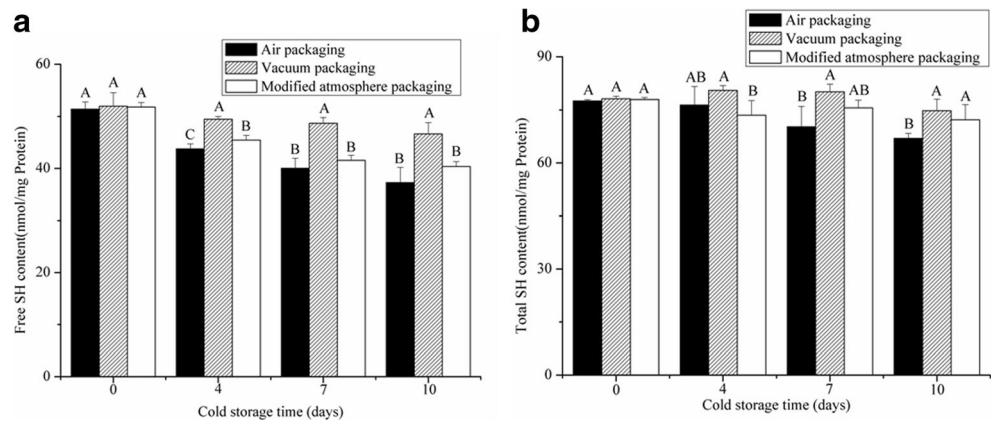 a
Air packaging
Vacuum packaging
Modified atmosphere packaging
Free SH content(nmol/mg Protein)
60
40
20
0
A A A
C A B
B A B
B A B
0 4 7 10
Cold storage time (days)
b
Air packaging
Vacuum packaging
Modified atmosphere packaging
Total SH content(nmol/mg Protein)
90
60
30
0
A A A
AB A B
B A AB
B A A
0 4 7 10
Cold storage time (days)